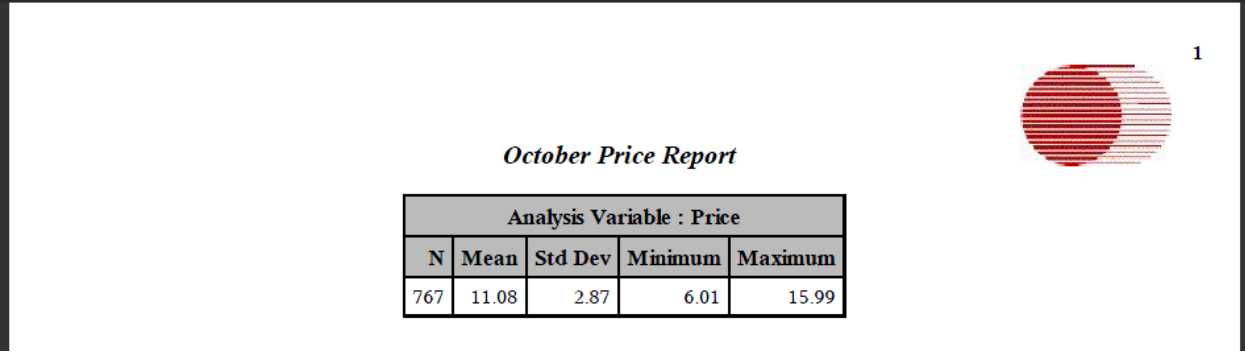 1
October Price Report
Analysis Variable : Price
N Mean Std Dev Minimum Maximum
767 11.08 2.87 6.01 15.99